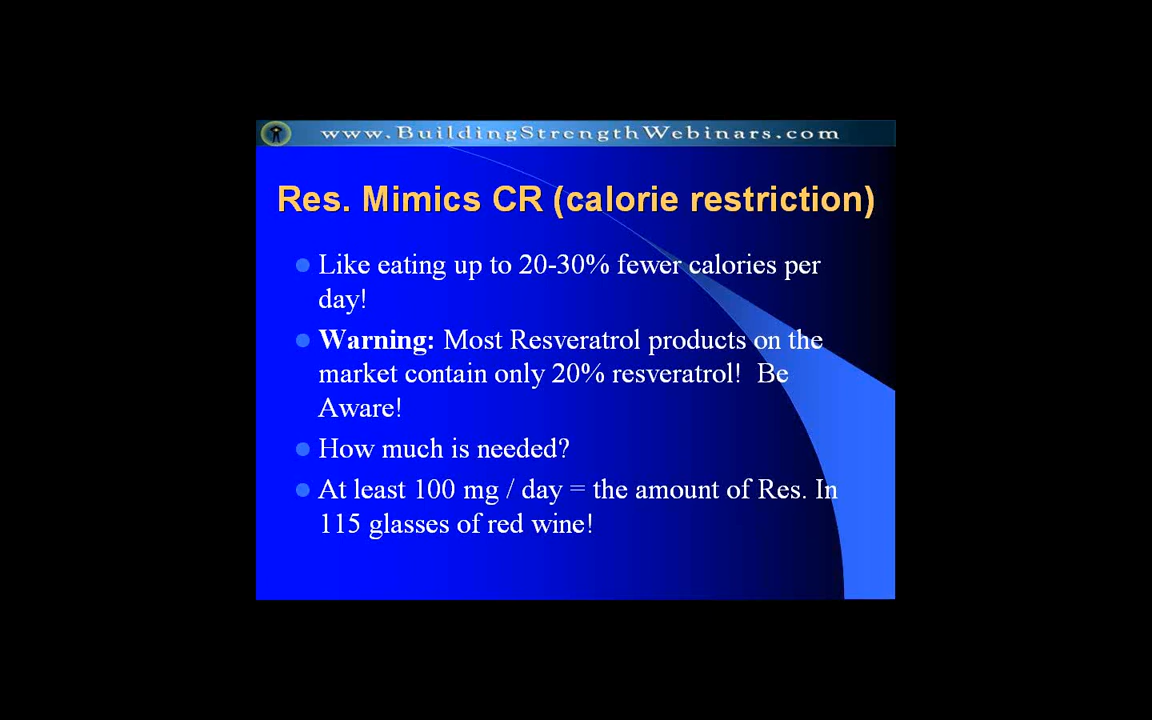 www.BuildingStrengthWebinars.com
Res. Mimics CR (calorie restriction)
Like eating up to 20-30% fewer calories per
day!
Warning: Most Resveratrol products on the
market contain only 20% resveratrol!  Be
Aware!
How much is needed?
At least 100 mg / day = the amount of Res. In
115 glasses of red wine!